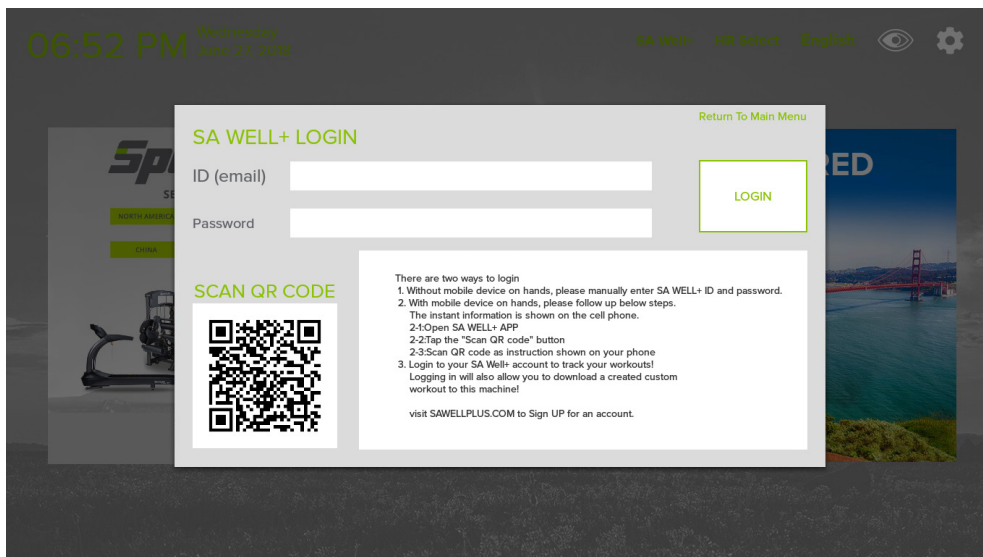 06:52 PM
Wednesday
SA Well+
HR Select
English
Return To Main Menu
SA WELL+ LOGIN
ID (email)
LOGIN
Password
NORTH AMERICA
CHINA
SCAN QR CODE
There are two ways to login
1. Without mobile device on hands, please manually enter SA WELL+ ID and password.
2. With mobile device on hands, please follow up below steps.
The instant information is shown on the cell phone.
2-1:Open SA WELL+ APP
2-2:Tap the "Scan QR code" button
2-3:Scan QR code as instruction shown on your phone
3. Login to your SA Well+ account to track your workouts!
Logging in will also allow you to download a created custom
workout to this machine!
visit SAWELLPLUS.COM to Sign UP for an account.